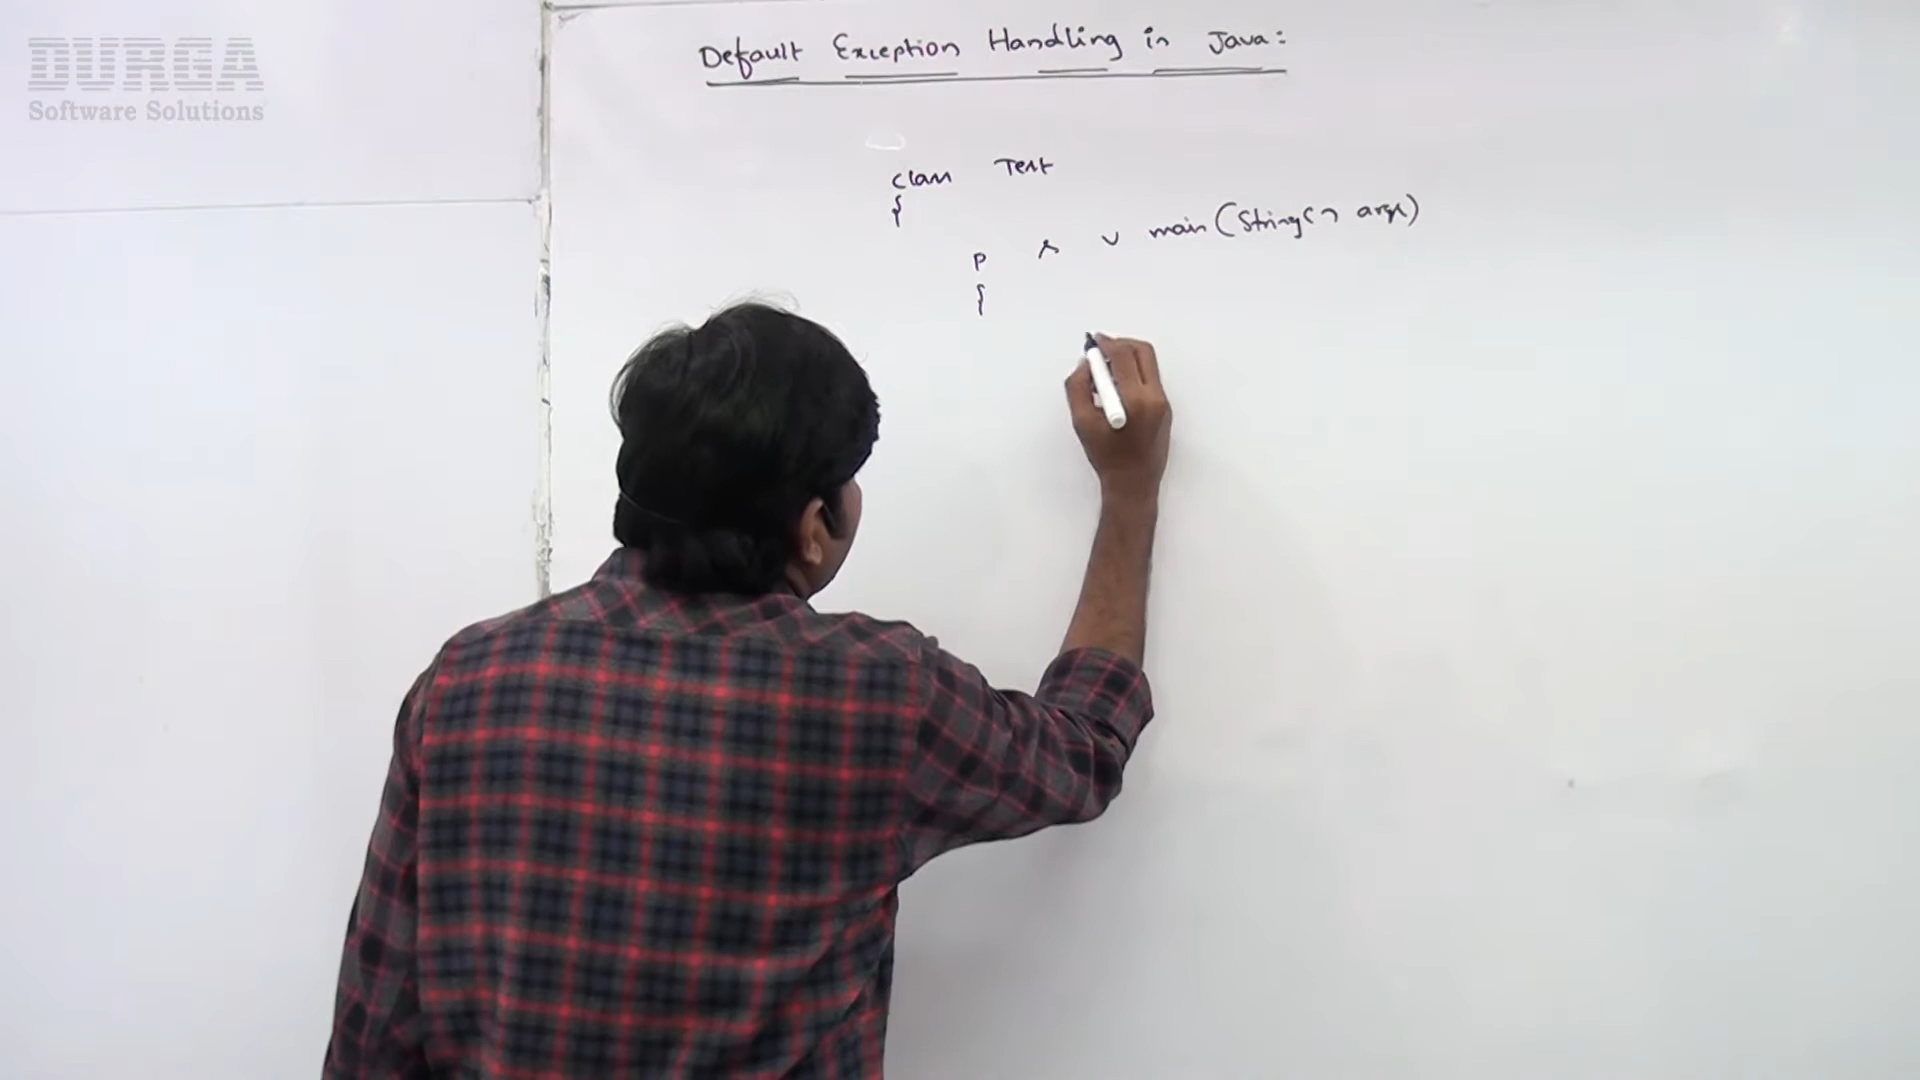 DURGA
Software Solutions
Default Exception Handling in Java:
class Test
{
p s v main(String[] args)
{